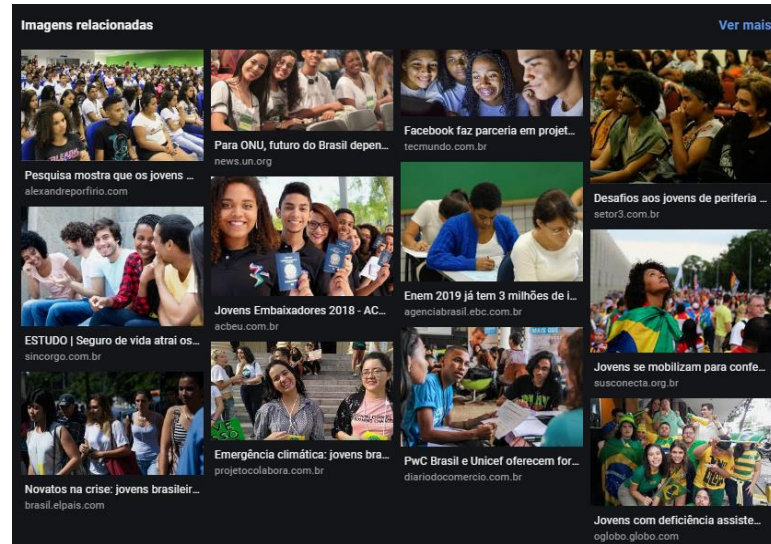 Imagens relacionadas
Ver mais
Pesquisa mostra que os jovens ...
alexandreporfirio.com
Para ONU, futuro do Brasil depen...
news.un.org
Facebook faz parceria em projet...
tecmundo.com.br
Desafios aos jovens de periferia ...
setor3.com.br
ESTUDO | Seguro de vida atrai os...
sincorgo.com.br
Jovens Embaixadores 2018 - AC...
acbeu.com.br
Enem 2019 já tem 3 milhões de i...
agenciabrasil.ebc.com.br
Jovens se mobilizam para confe...
susconecta.org.br
Novatos na crise: jovens brasileir...
brasil.elpais.com
Emergência climática: jovens bra...
projetocolabora.com.br
MAIS QUE
PLAY
PwC Brasil e Unicef oferecem for...
diariodocomercio.com.br
Jovens com deficiência assiste...
oglobo.globo.com